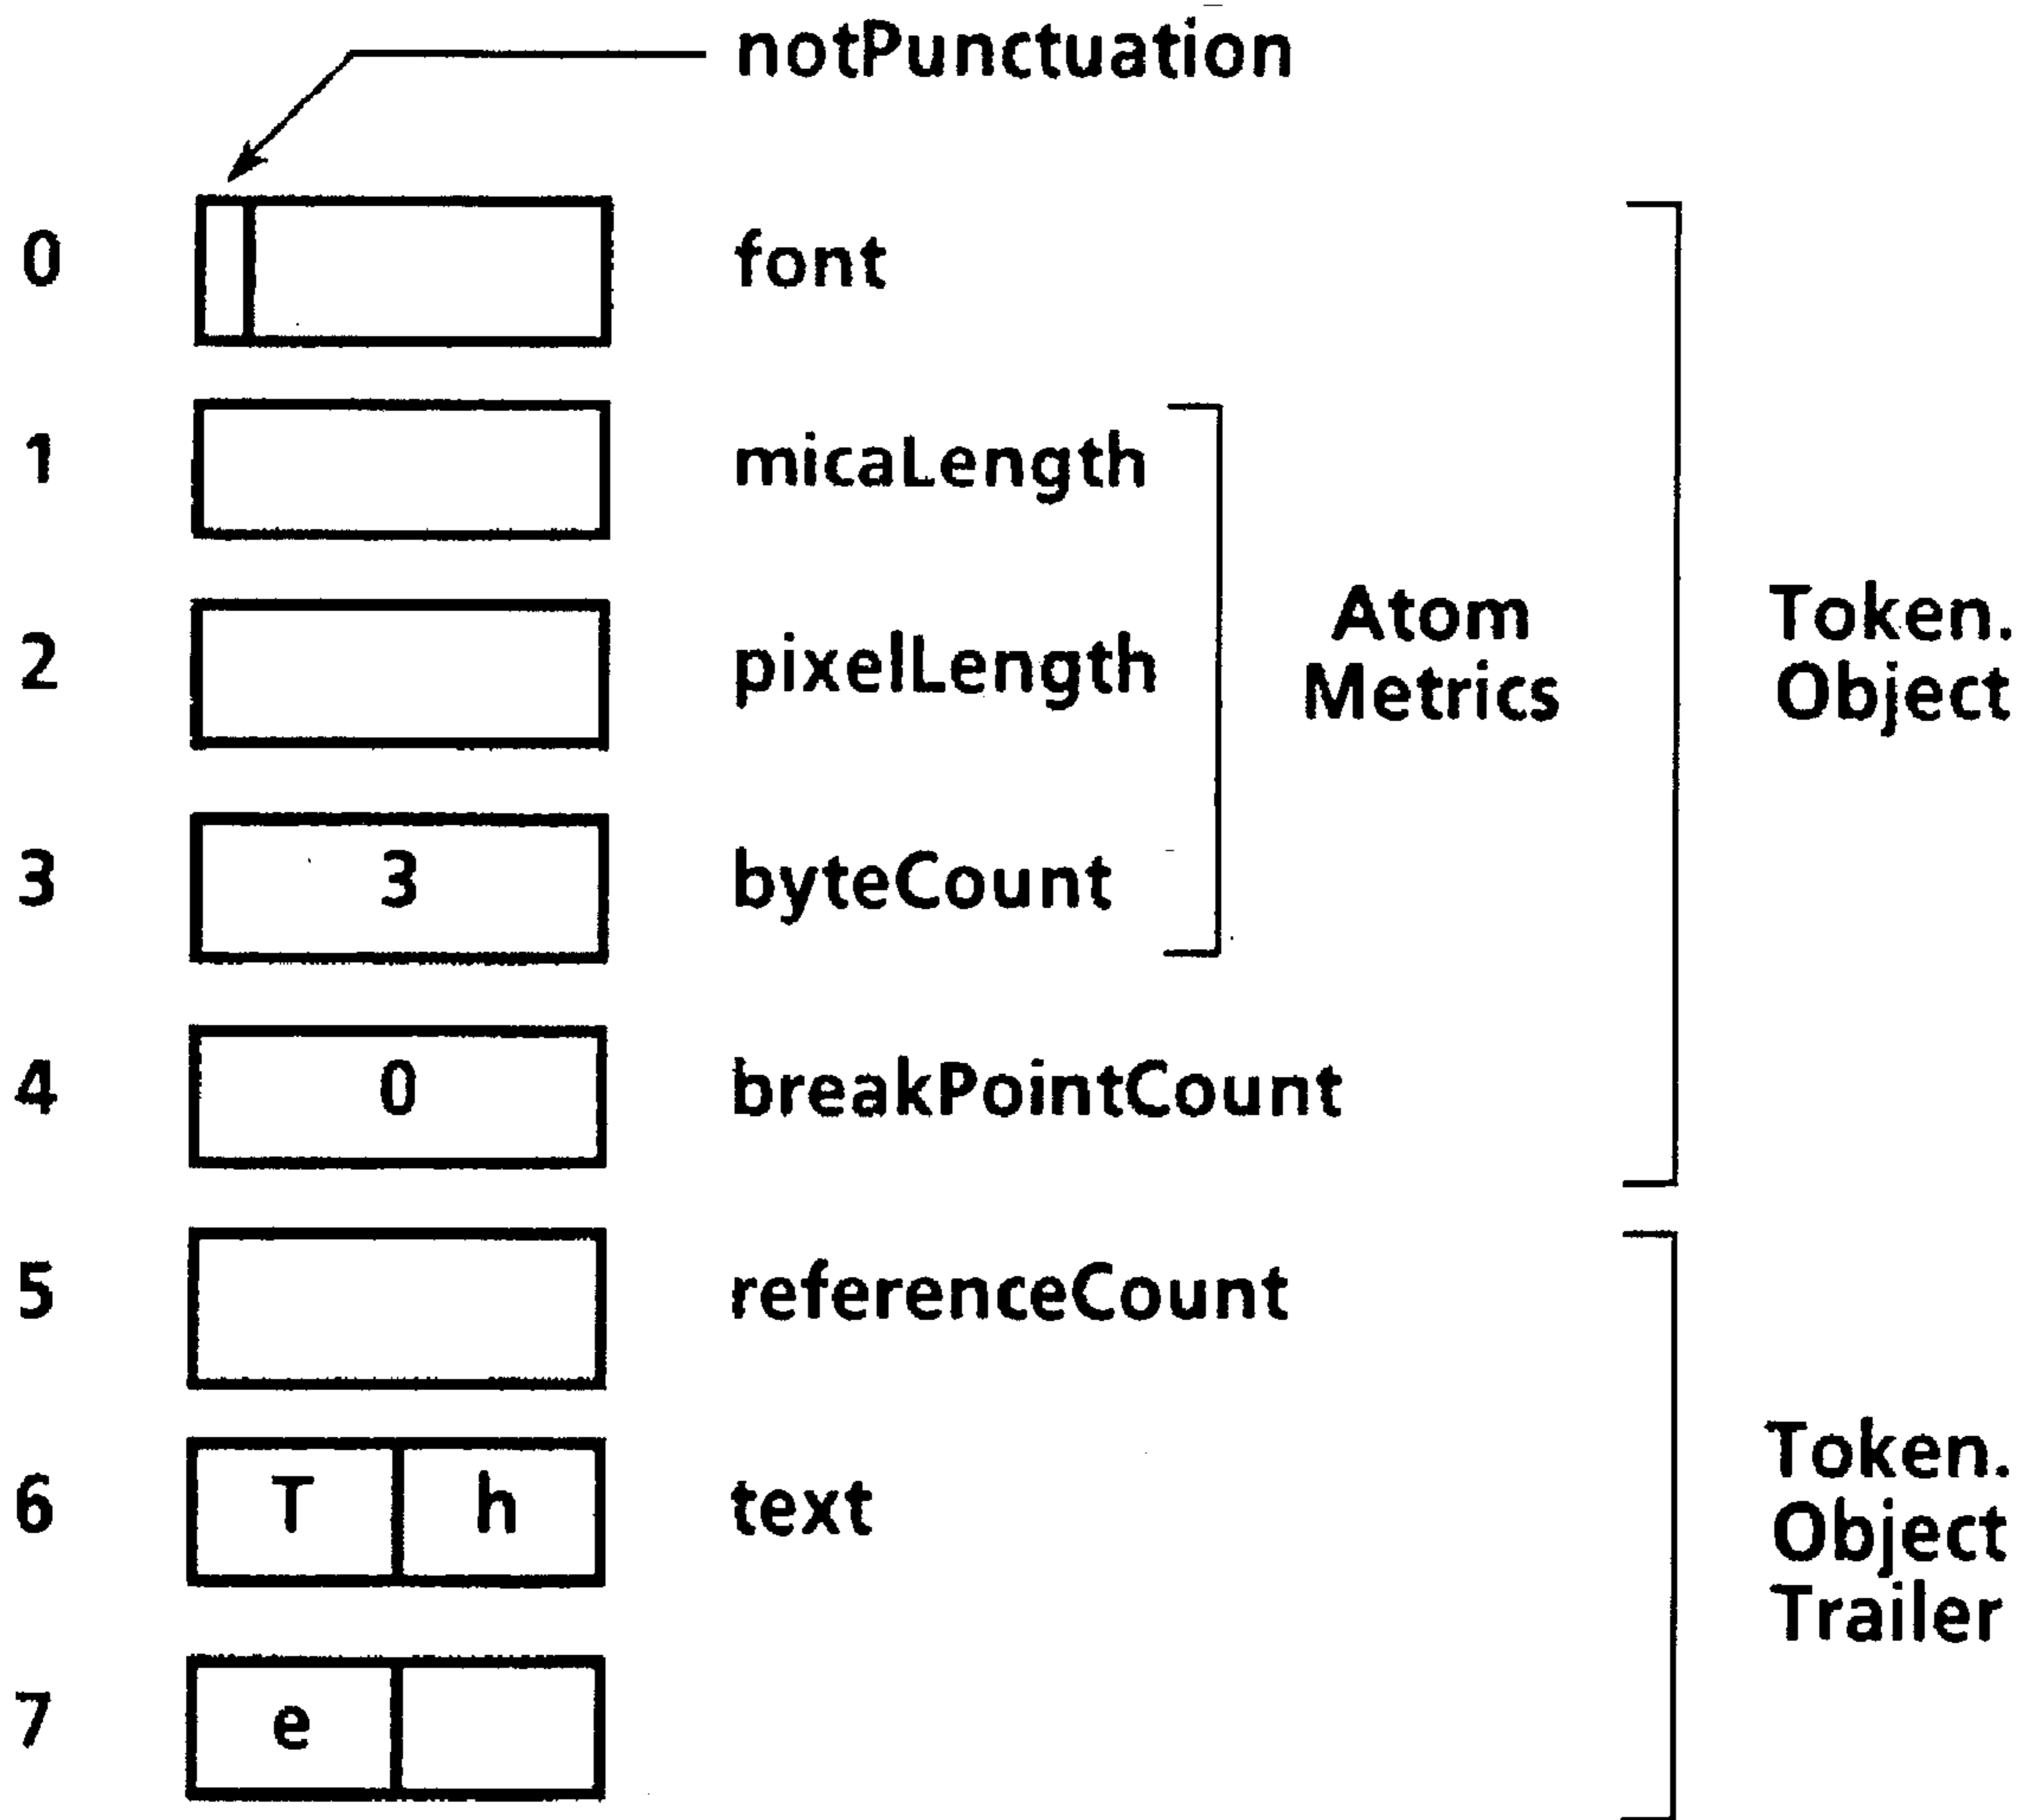 notPunctuation
0 font
1 micaLength
2 pixelLength
Atom
Metrics
Token.
Object
3 3 byteCount
4 0 breakPointCount
5 referenceCount
6 T h text
Token.
Object
Trailer
7 e